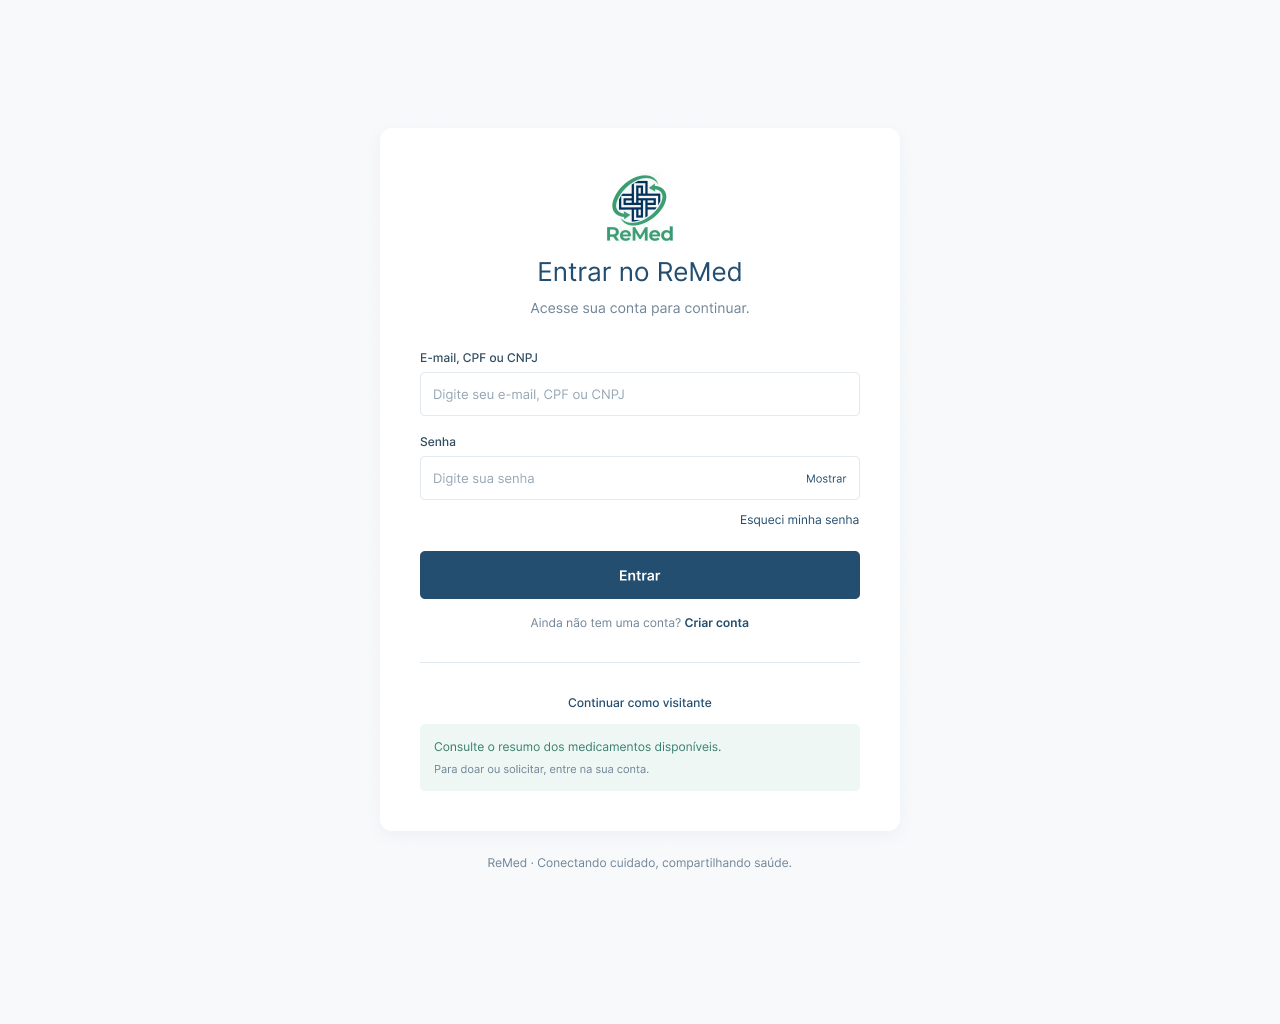 ReMed
Entrar no ReMed
Acesse sua conta para continuar.
E-mail, CPF ou CNPJ
Digite seu e-mail, CPF ou CNPJ
Senha
Digite sua senha Mostrar
Esqueci minha senha
Entrar
Ainda não tem uma conta? Criar conta
Continuar como visitante
Consulte o resumo dos medicamentos disponíveis.
Para doar ou solicitar, entre na sua conta.
ReMed · Conectando cuidado, compartilhando saúde.